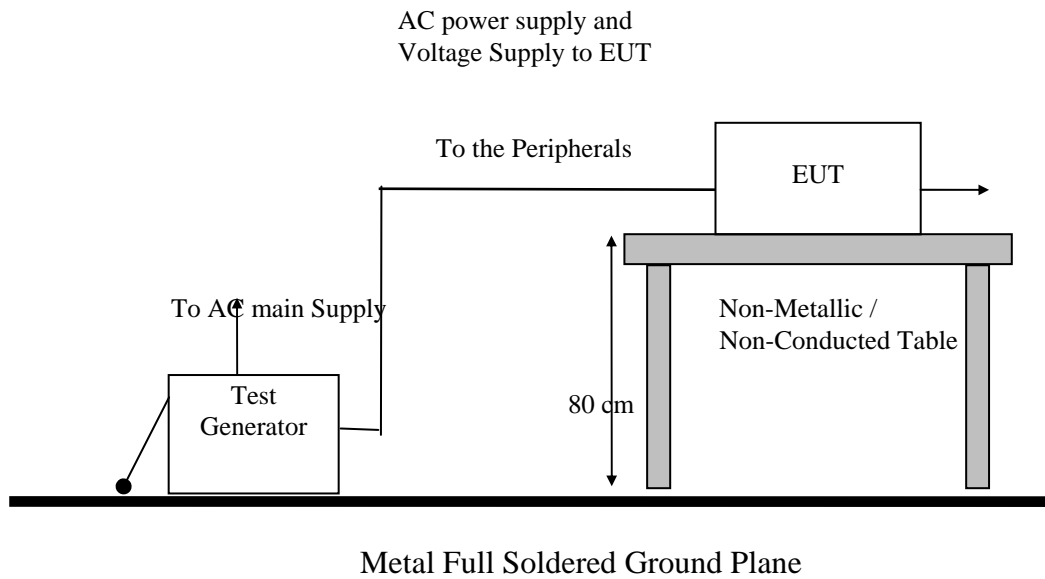 AC power supply and
Voltage Supply to EUT
To the Peripherals
EUT
To AC main Supply
Non-Metallic /
Non-Conducted Table
Test
Generator
80 cm
Metal Full Soldered Ground Plane